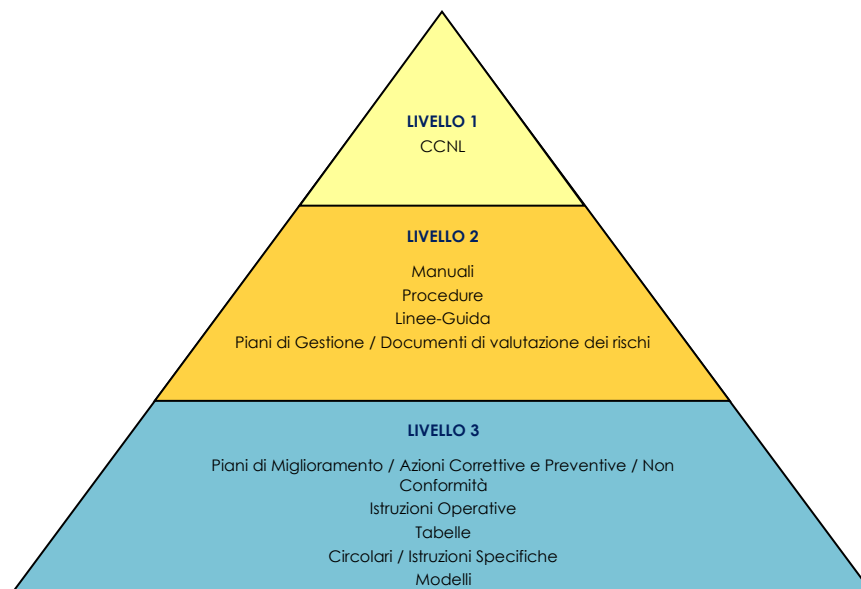 LIVELLO 1
CCNL
LIVELLO 2
Manuali
Procedure
Linee-Guida
Piani di Gestione / Documenti di valutazione dei rischi
LIVELLO 3
Piani di Miglioramento / Azioni Correttive e Preventive / Non
Conformità
Istruzioni Operative
Tabelle
Circolari / Istruzioni Specifiche
Modelli